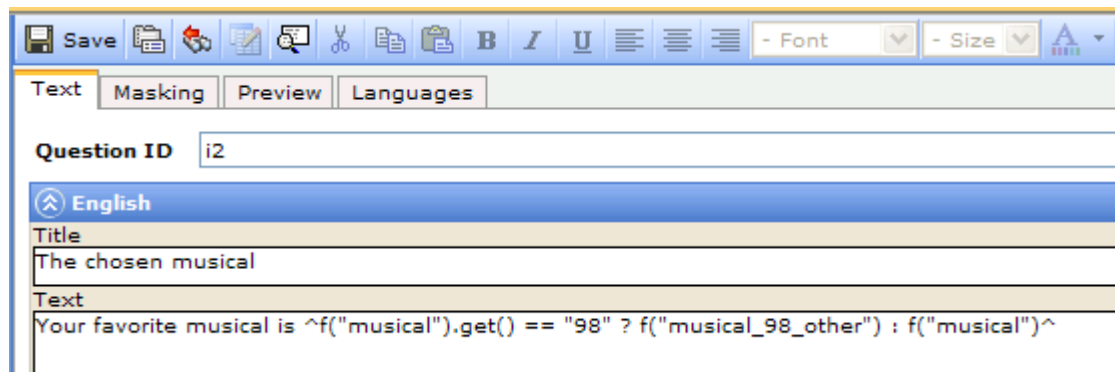 Save B I U - Font - Size A
Text Masking Preview Languages
Question ID i2
English
Title
The chosen musical
Text
Your favorite musical is ^f("musical").get() == "98" ? f("musical_98_other") : f("musical")^